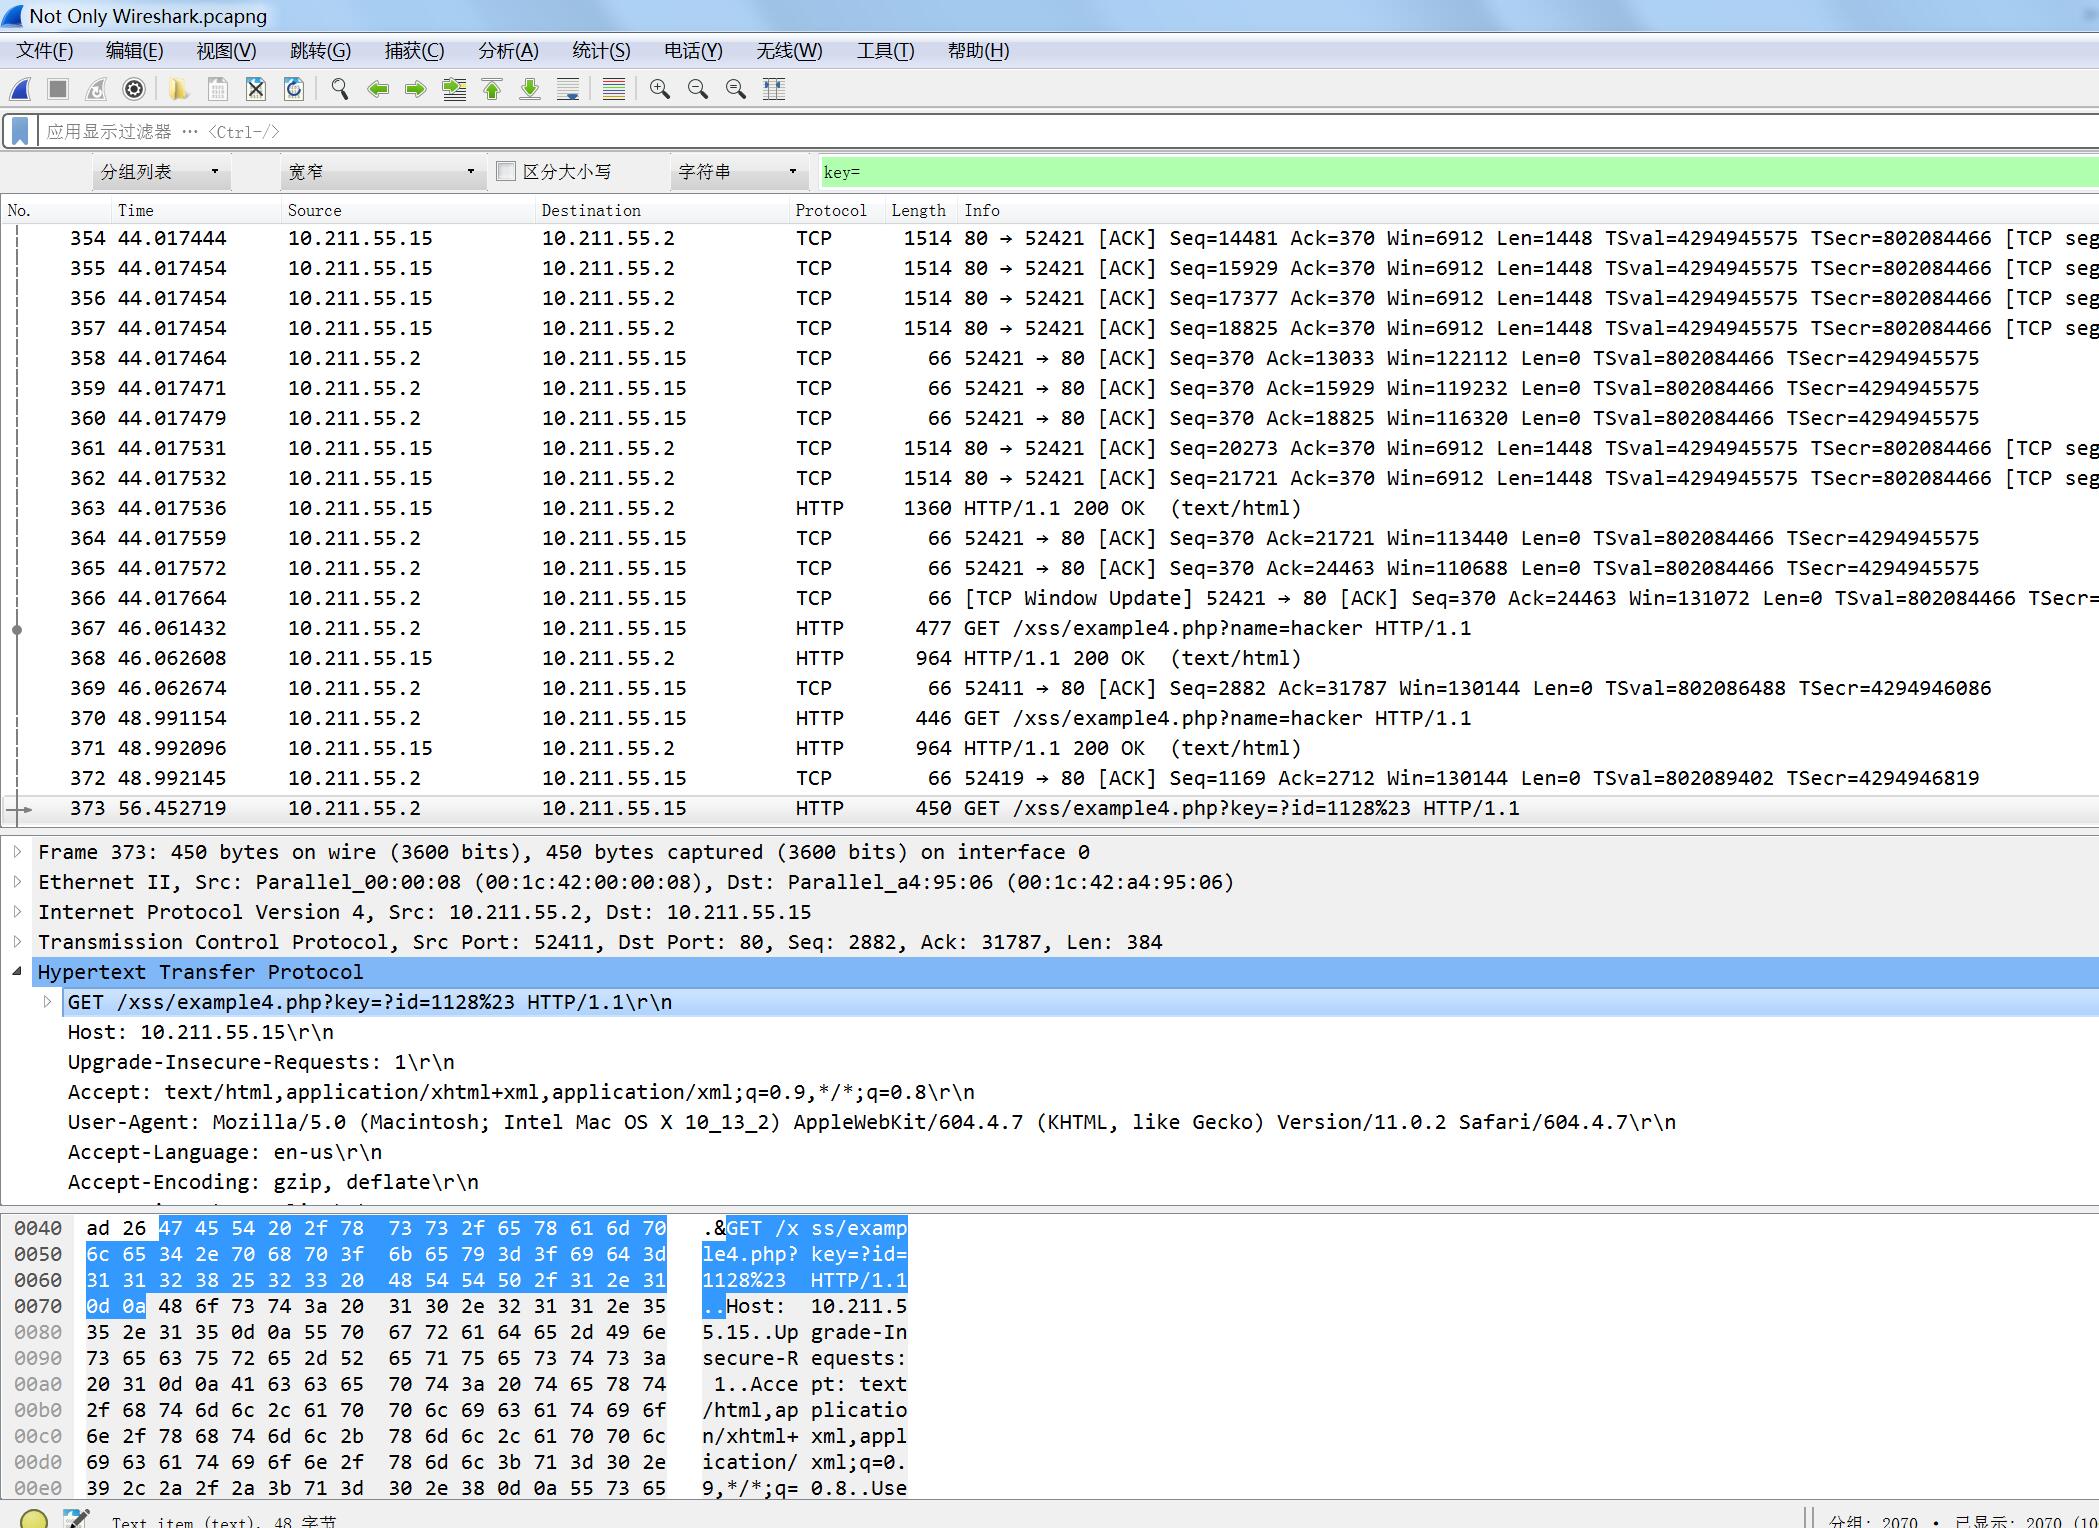 Not Only Wireshark.pcapng
文件(F) 编辑(E) 视图(V) 跳转(G) 捕获(C) 分析(A) 统计(S) 电话(Y) 无线(W) 工具(T) 帮助(H)
应用显示过滤器 … <Ctrl-/>
分组列表 宽窄 区分大小写 字符串 key=
No. Time Source Destination Protocol Length Info
354 44.017444 10.211.55.15 10.211.55.2 TCP 1514 80 → 52421 [ACK] Seq=14481 Ack=370 Win=6912 Len=1448 TSval=4294945575 TSecr=802084466 [TCP seg
355 44.017454 10.211.55.15 10.211.55.2 TCP 1514 80 → 52421 [ACK] Seq=15929 Ack=370 Win=6912 Len=1448 TSval=4294945575 TSecr=802084466 [TCP seg
356 44.017454 10.211.55.15 10.211.55.2 TCP 1514 80 → 52421 [ACK] Seq=17377 Ack=370 Win=6912 Len=1448 TSval=4294945575 TSecr=802084466 [TCP seg
357 44.017454 10.211.55.15 10.211.55.2 TCP 1514 80 → 52421 [ACK] Seq=18825 Ack=370 Win=6912 Len=1448 TSval=4294945575 TSecr=802084466 [TCP seg
358 44.017464 10.211.55.2 10.211.55.15 TCP 66 52421 → 80 [ACK] Seq=370 Ack=13033 Win=122112 Len=0 TSval=802084466 TSecr=4294945575
359 44.017471 10.211.55.2 10.211.55.15 TCP 66 52421 → 80 [ACK] Seq=370 Ack=15929 Win=119232 Len=0 TSval=802084466 TSecr=4294945575
360 44.017479 10.211.55.2 10.211.55.15 TCP 66 52421 → 80 [ACK] Seq=370 Ack=18825 Win=116320 Len=0 TSval=802084466 TSecr=4294945575
361 44.017531 10.211.55.15 10.211.55.2 TCP 1514 80 → 52421 [ACK] Seq=20273 Ack=370 Win=6912 Len=1448 TSval=4294945575 TSecr=802084466 [TCP seg
362 44.017532 10.211.55.15 10.211.55.2 TCP 1514 80 → 52421 [ACK] Seq=21721 Ack=370 Win=6912 Len=1448 TSval=4294945575 TSecr=802084466 [TCP seg
363 44.017536 10.211.55.15 10.211.55.2 HTTP 1360 HTTP/1.1 200 OK (text/html)
364 44.017559 10.211.55.2 10.211.55.15 TCP 66 52421 → 80 [ACK] Seq=370 Ack=21721 Win=113440 Len=0 TSval=802084466 TSecr=4294945575
365 44.017572 10.211.55.2 10.211.55.15 TCP 66 52421 → 80 [ACK] Seq=370 Ack=24463 Win=110688 Len=0 TSval=802084466 TSecr=4294945575
366 44.017664 10.211.55.2 10.211.55.15 TCP 66 [TCP Window Update] 52421 → 80 [ACK] Seq=370 Ack=24463 Win=131072 Len=0 TSval=802084466 TSecr=
367 46.061432 10.211.55.2 10.211.55.15 HTTP 477 GET /xss/example4.php?name=hacker HTTP/1.1
368 46.062608 10.211.55.15 10.211.55.2 HTTP 964 HTTP/1.1 200 OK (text/html)
369 46.062674 10.211.55.2 10.211.55.15 TCP 66 52411 → 80 [ACK] Seq=2882 Ack=31787 Win=130144 Len=0 TSval=802086488 TSecr=4294946086
370 48.991154 10.211.55.2 10.211.55.15 HTTP 446 GET /xss/example4.php?name=hacker HTTP/1.1
371 48.992096 10.211.55.15 10.211.55.2 HTTP 964 HTTP/1.1 200 OK (text/html)
372 48.992145 10.211.55.2 10.211.55.15 TCP 66 52419 → 80 [ACK] Seq=1169 Ack=2712 Win=130144 Len=0 TSval=802089402 TSecr=4294946819
373 56.452719 10.211.55.2 10.211.55.15 HTTP 450 GET /xss/example4.php?key=?id=1128%23 HTTP/1.1
Frame 373: 450 bytes on wire (3600 bits), 450 bytes captured (3600 bits) on interface 0
Ethernet II, Src: Parallel_00:00:08 (00:1c:42:00:00:08), Dst: Parallel_a4:95:06 (00:1c:42:a4:95:06)
Internet Protocol Version 4, Src: 10.211.55.2, Dst: 10.211.55.15
Transmission Control Protocol, Src Port: 52411, Dst Port: 80, Seq: 2882, Ack: 31787, Len: 384
Hypertext Transfer Protocol
GET /xss/example4.php?key=?id=1128%23 HTTP/1.1\r\n
Host: 10.211.55.15\r\n
Upgrade-Insecure-Requests: 1\r\n
Accept: text/html,application/xhtml+xml,application/xml;q=0.9,*/*;q=0.8\r\n
User-Agent: Mozilla/5.0 (Macintosh; Intel Mac OS X 10_13_2) AppleWebKit/604.4.7 (KHTML, like Gecko) Version/11.0.2 Safari/604.4.7\r\n
Accept-Language: en-us\r\n
Accept-Encoding: gzip, deflate\r\n
0040 ad 26 47 45 54 20 2f 78 73 73 2f 65 78 61 6d 70 .&GET /x ss/examp
0050 6c 65 34 2e 70 68 70 3f 6b 65 79 3d 3f 69 64 3d le4.php? key=?id=
0060 31 31 32 38 25 32 33 20 48 54 54 50 2f 31 2e 31 1128%23 HTTP/1.1
0070 0d 0a 48 6f 73 74 3a 20 31 30 2e 32 31 31 2e 35 ..Host: 10.211.5
0080 35 2e 31 35 0d 0a 55 70 67 72 61 64 65 2d 49 6e 5.15..Up grade-In
0090 73 65 63 75 72 65 2d 52 65 71 75 65 73 74 73 3a secure-R equests:
00a0 20 31 0d 0a 41 63 63 65 70 74 3a 20 74 65 78 74 1..Acce pt: text
00b0 2f 68 74 6d 6c 2c 61 70 70 6c 69 63 61 74 69 6f /html,ap plicatio
00c0 6e 2f 78 68 74 6d 6c 2b 78 6d 6c 2c 61 70 70 6c n/xhtml+ xml,appl
00d0 69 63 61 74 69 6f 6e 2f 78 6d 6c 3b 71 3d 30 2e ication/ xml;q=0.
00e0 39 2c 2a 2f 2a 3b 71 3d 30 2e 38 0d 0a 55 73 65 9,*/*;q= 0.8..Use
Text item (text), 48 字节 分组: 2070 · 已显示: 2070 (10